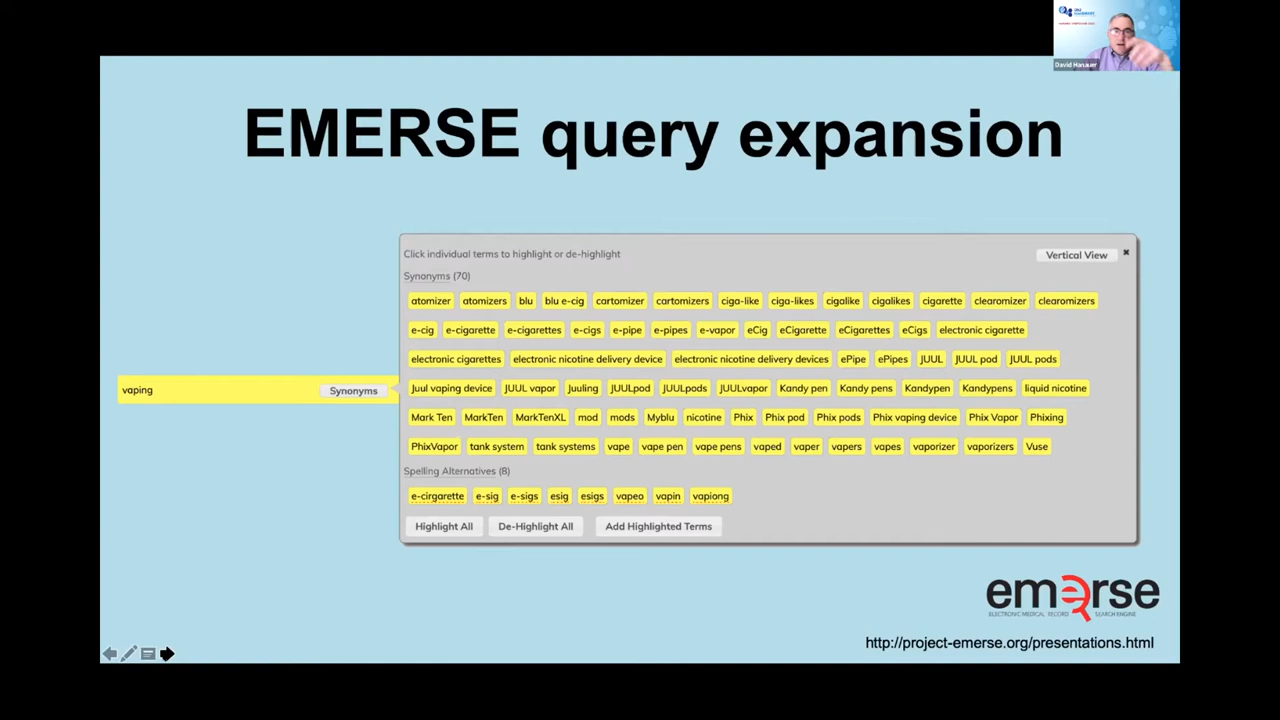 David Hanauer
EMERSE query expansion
Click individual terms to highlight or de-highlight
Vertical View
Synonyms (70)
atomizer atomizers blu blu e-cig cartomizer cartomizers ciga-like ciga-likes cigalike cigalikes cigarette clearomizer clearomizers
e-cig e-cigarette e-cigarettes e-cigs e-pipe e-pipes e-vapor eCig eCigarette eCigarettes eCigs electronic cigarette
electronic cigarettes electronic nicotine delivery device electronic nicotine delivery devices ePipe ePipes JUUL JUUL pod JUUL pods
vaping Synonyms
Juul vaping device JUUL vapor Juuling JUULpod JUULpods JUULvapor Kandy pen Kandy pens Kandypen Kandypens liquid nicotine
Mark Ten MarkTen MarkTenXL mod mods Myblu nicotine Phix Phix pod Phix pods Phix vaping device Phix Vapor Phixing
PhixVapor tank system tank systems vape vape pen vape pens vaped vaper vapers vapes vaporizer vaporizers Vuse
Spelling Alternatives (8)
e-cirgarette e-sig e-sigs esig esigs vapeo vapin vapiong
Highlight All De-Highlight All Add Highlighted Terms
emerse
ELECTRONIC MEDICAL RECORD SEARCH ENGINE
http://project-emerse.org/presentations.html